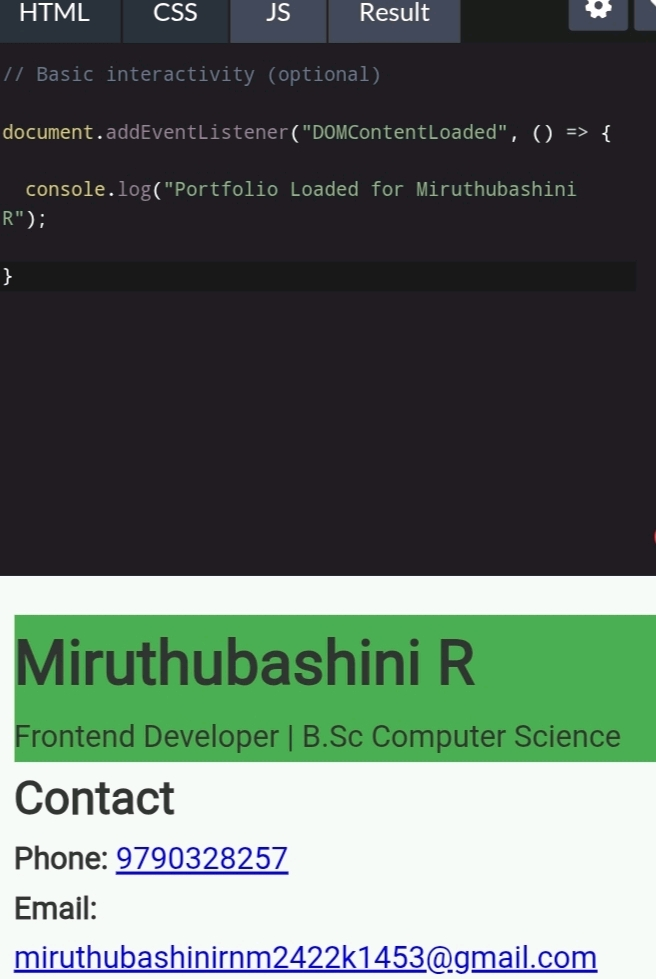 HTML CSS JS Result
// Basic interactivity (optional)
document.addEventListener("DOMContentLoaded", () => {
console.log("Portfolio Loaded for Miruthubashini
R");
}
Miruthubashini R
Frontend Developer | B.Sc Computer Science
Contact
Phone: 9790328257
Email:
miruthubashinirnm2422k1453@gmail.com